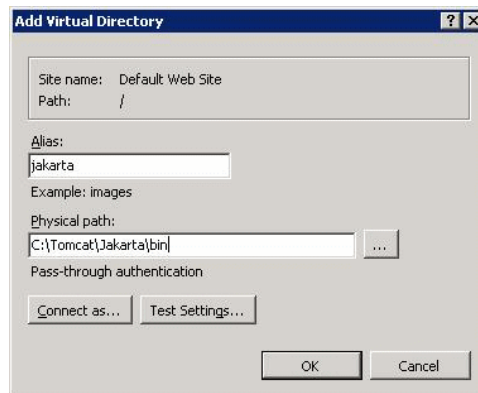 Add Virtual Directory
Site name: Default Web Site
Path: /
Alias:
jakarta
Example: images
Physical path:
C:\Tomcat\Jakarta\bin
...
Pass-through authentication
Connect as... Test Settings...
OK Cancel